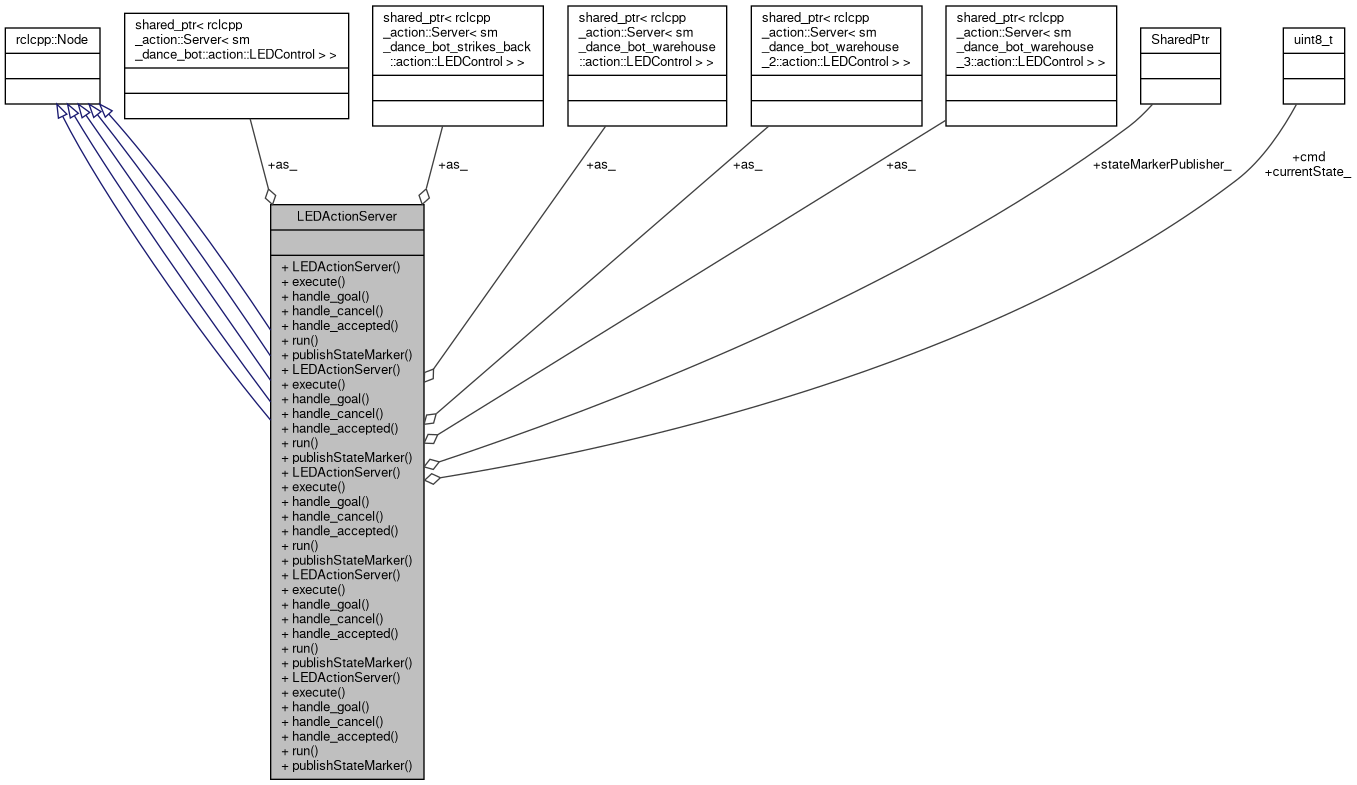 rclcpp::Node
shared_ptr< rclcpp
_action::Server< sm
_dance_bot::action::LEDControl > >
shared_ptr< rclcpp
_action::Server< sm
_dance_bot_strikes_back
::action::LEDControl > >
shared_ptr< rclcpp
_action::Server< sm
_dance_bot_warehouse
::action::LEDControl > >
shared_ptr< rclcpp
_action::Server< sm
_dance_bot_warehouse
_2::action::LEDControl > >
shared_ptr< rclcpp
_action::Server< sm
_dance_bot_warehouse
_3::action::LEDControl > >
SharedPtr
uint8_t
+as_
+as_
+as_
+as_
+as_
+stateMarkerPublisher_
+cmd
+currentState_
LEDActionServer
+ LEDActionServer()
+ execute()
+ handle_goal()
+ handle_cancel()
+ handle_accepted()
+ run()
+ publishStateMarker()
+ LEDActionServer()
+ execute()
+ handle_goal()
+ handle_cancel()
+ handle_accepted()
+ run()
+ publishStateMarker()
+ LEDActionServer()
+ execute()
+ handle_goal()
+ handle_cancel()
+ handle_accepted()
+ run()
+ publishStateMarker()
+ LEDActionServer()
+ execute()
+ handle_goal()
+ handle_cancel()
+ handle_accepted()
+ run()
+ publishStateMarker()
+ LEDActionServer()
+ execute()
+ handle_goal()
+ handle_cancel()
+ handle_accepted()
+ run()
+ publishStateMarker()